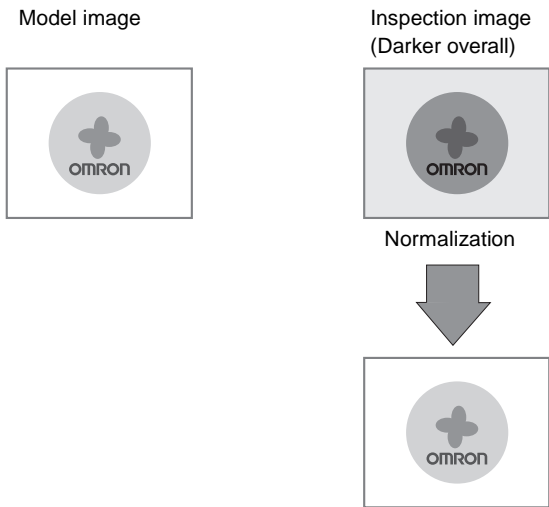 Model image
Inspection image
(Darker overall)
OMRON
OMRON
Normalization
OMRON